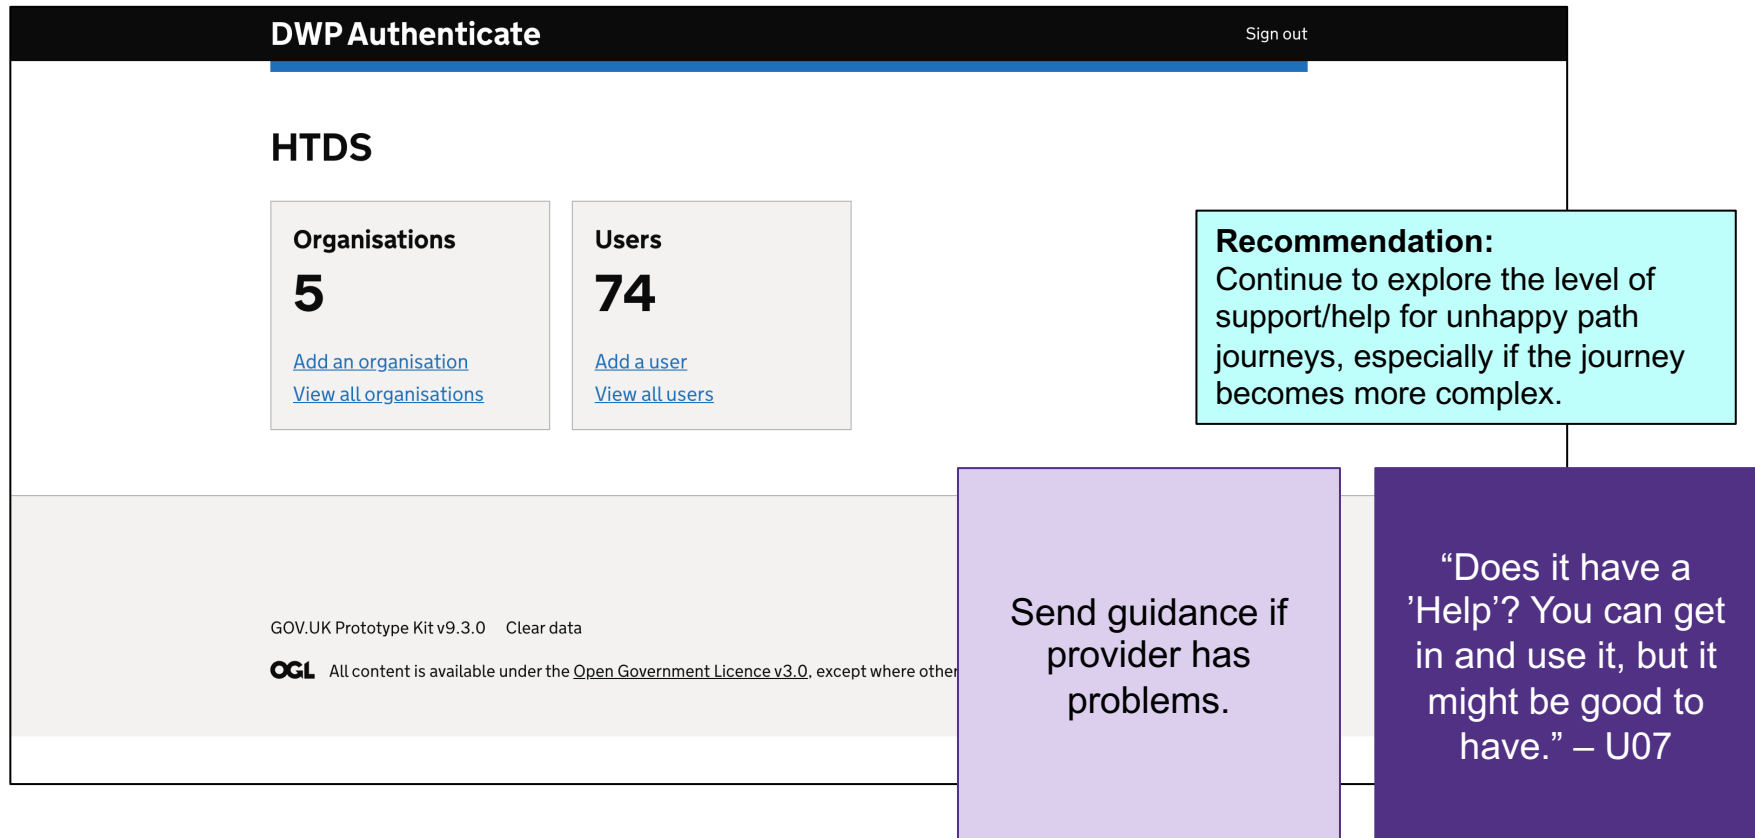 DWP Authenticate
Sign out
HTDS
Organisations
5
Add an organisation
View all organisations
Users
74
Add a user
View all users
Recommendation:
Continue to explore the level of
support/help for unhappy path
journeys, especially if the journey
becomes more complex.
Send guidance if
provider has
problems.
“Does it have a
’Help’? You can get
in and use it, but it
might be good to
have.” – U07
GOV.UK Prototype Kit v9.3.0 Clear data
OGL All content is available under the Open Government Licence v3.0, except where other